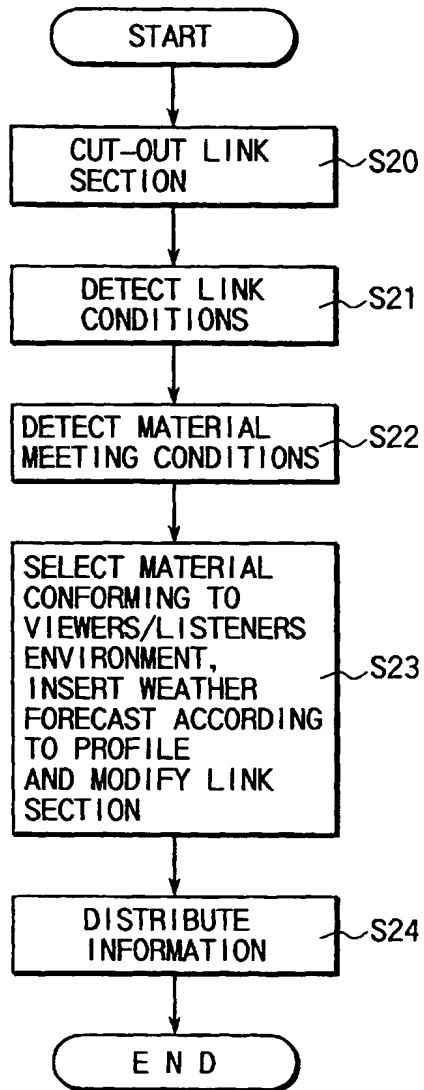 START
CUT-OUT LINK
SECTION
S20
DETECT LINK
CONDITIONS
S21
DETECT MATERIAL
MEETING CONDITIONS
S22
SELECT MATERIAL
CONFORMING TO
VIEWERS/LISTENERS
ENVIRONMENT,
INSERT WEATHER
FORECAST ACCORDING
TO PROFILE
AND MODIFY LINK
SECTION
S23
DISTRIBUTE
INFORMATION
S24
END